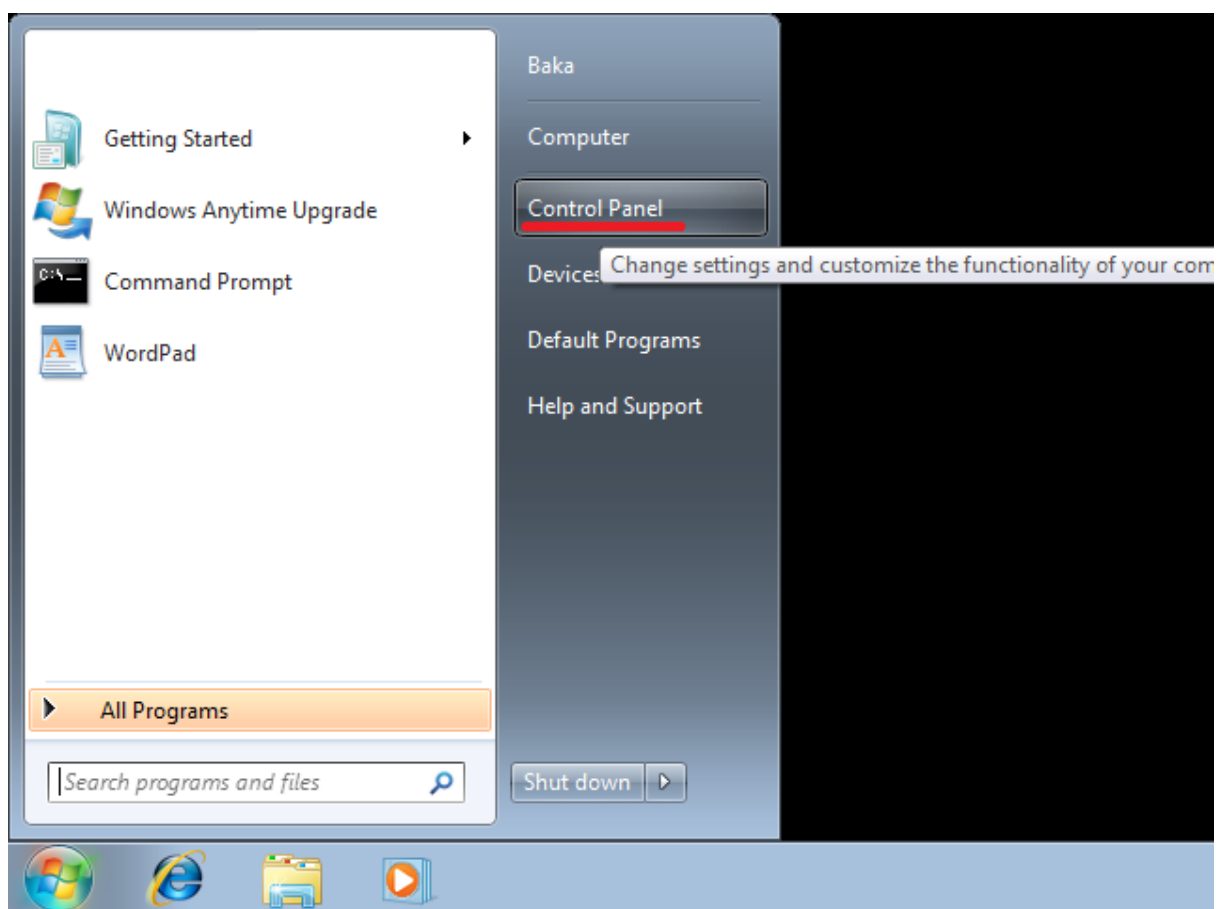 Getting Started
Windows Anytime Upgrade
C:\
Command Prompt
WordPad
All Programs
Search programs and files
Baka
Computer
Control Panel
Change settings and customize the functionality of your com
Devices
Default Programs
Help and Support
Shut down